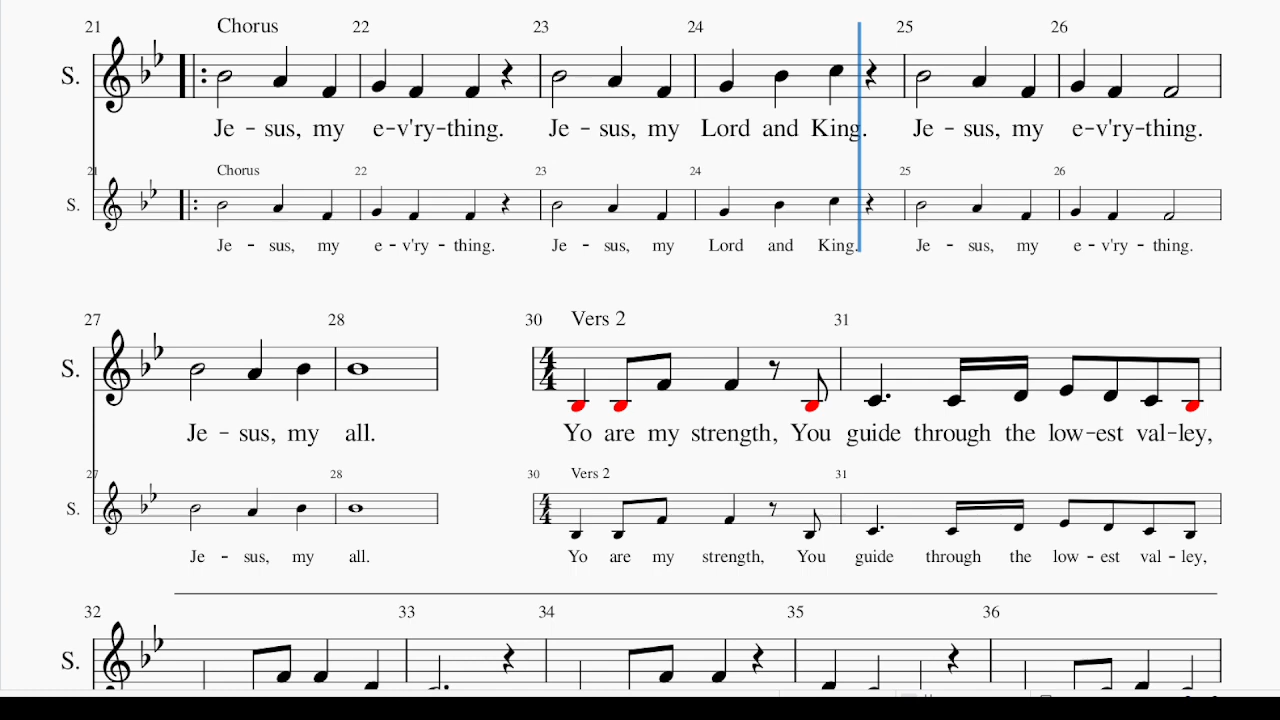 21 Chorus 22 23 24 25 26
S.
Je - sus, my e-v'ry-thing. Je - sus, my Lord and King. Je - sus, my e-v'ry-thing.
21 Chorus 22 23 24 25 26
S.
Je - sus, my e - v'ry - thing. Je - sus, my Lord and King. Je - sus, my e - v'ry - thing.
27 28 30 Vers 2 31
S. 4 4
Je - sus, my all. Yo are my strength, You guide through the low-est val-ley,
27 28 30 Vers 2 31
S. 4 4
Je - sus, my all. Yo are my strength, You guide through the low - est val - ley,
32 33 34 35 36
S.